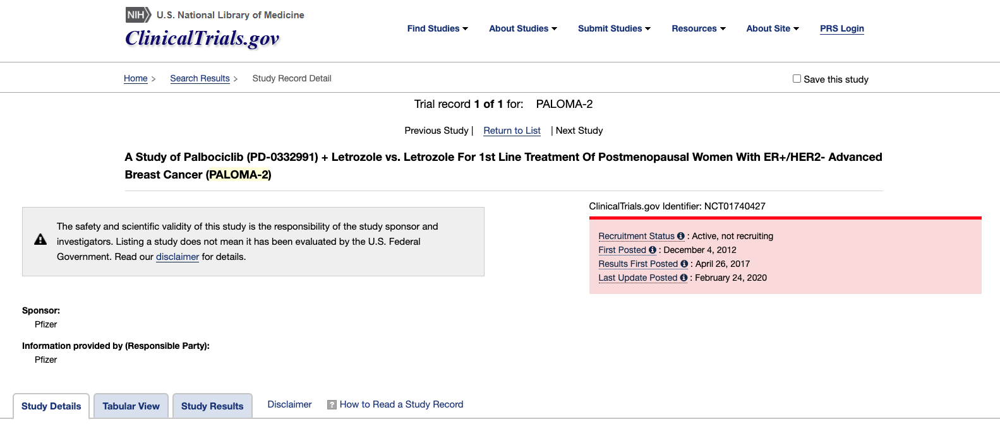 NIH U.S. National Library of Medicine
ClinicalTrials.gov
Find Studies About Studies Submit Studies Resources About Site PRS Login
Home > Search Results > Study Record Detail
Save this study
Trial record 1 of 1 for: PALOMA-2
Previous Study | Return to List | Next Study
A Study of Palbociclib (PD-0332991) + Letrozole vs. Letrozole For 1st Line Treatment Of Postmenopausal Women With ER+/HER2- Advanced
Breast Cancer (PALOMA-2)
The safety and scientific validity of this study is the responsibility of the study sponsor and
investigators. Listing a study does not mean it has been evaluated by the U.S. Federal
Government. Read our disclaimer for details.
ClinicalTrials.gov Identifier: NCT01740427
Recruitment Status : Active, not recruiting
First Posted : December 4, 2012
Results First Posted : April 26, 2017
Last Update Posted : February 24, 2020
Sponsor:
Pfizer
Information provided by (Responsible Party):
Pfizer
Study Details Tabular View Study Results Disclaimer ? How to Read a Study Record